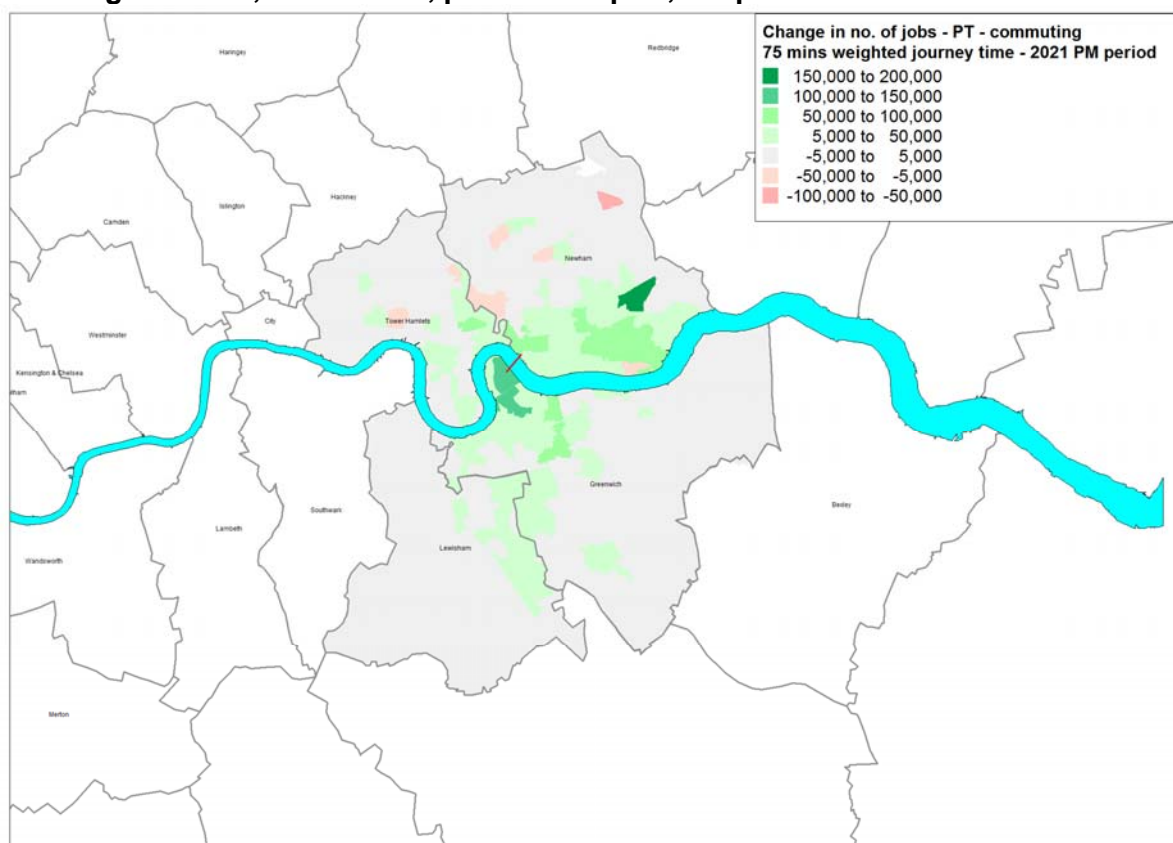 Change in no. of jobs - PT - commuting
75 mins weighted journey time - 2021 PM period
150,000 to 200,000
100,000 to 150,000
50,000 to 100,000
5,000 to 50,000
-5,000 to 5,000
-50,000 to -5,000
-100,000 to -50,000
Haringey
Redbridge
Hackney
Islington
Camden
Newham
Westminster
City
Tower Hamlets
Kensington & Chelsea
Greenwich
Bexley
Southwark
Lambeth
Lewisham
Wandsworth
Merton